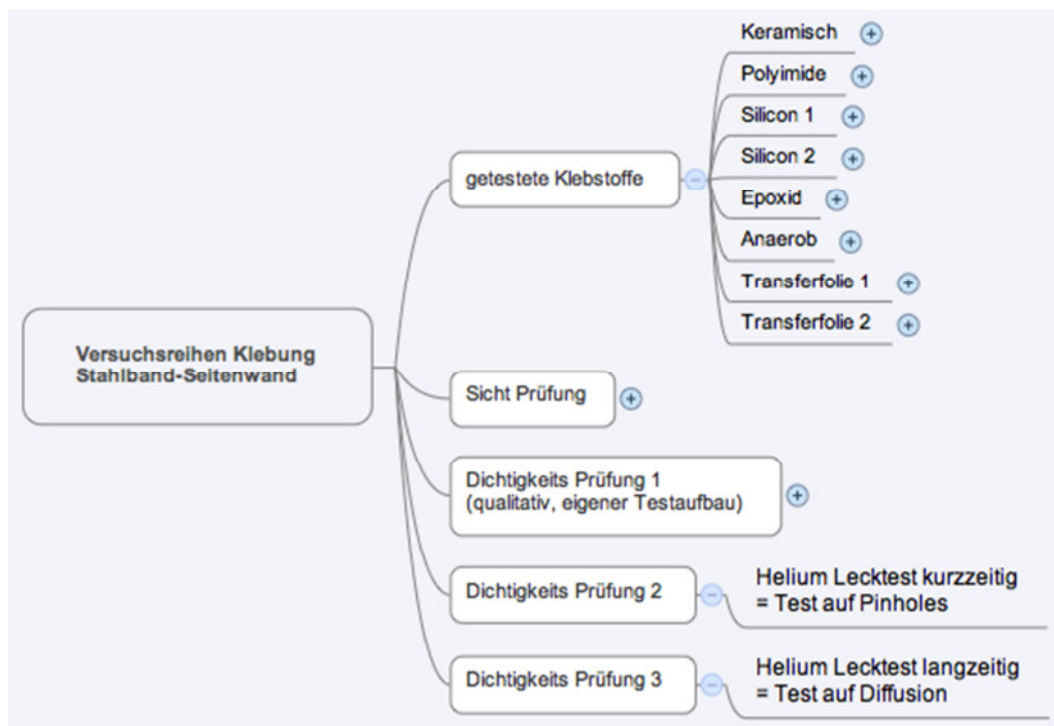 Versuchsreihen Klebung
Stahlband-Seitenwand
getestete Klebstoffe
Keramisch
Polyimide
Silicon 1
Silicon 2
Epoxid
Anaerob
Transferfolie 1
Transferfolie 2
Sicht Prüfung
Dichtigkeits Prüfung 1
(qualitativ, eigener Testaufbau)
Dichtigkeits Prüfung 2
Helium Lecktest kurzzeitig
= Test auf Pinholes
Dichtigkeits Prüfung 3
Helium Lecktest langzeitig
= Test auf Diffusion